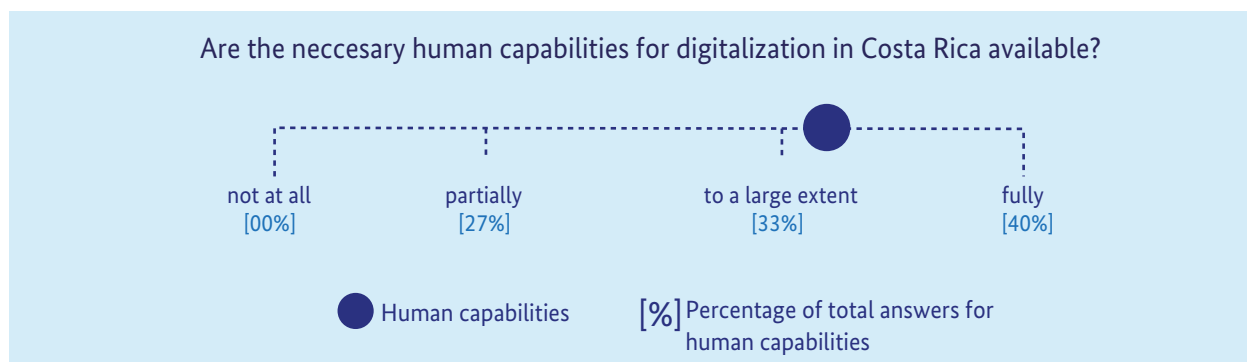 Are the neccesary human capabilities for digitalization in Costa Rica available?
not at all
[00%]
partially
[27%]
to a large extent
[33%]
fully
[40%]
Human capabilities
[%] Percentage of total answers for
human capabilities